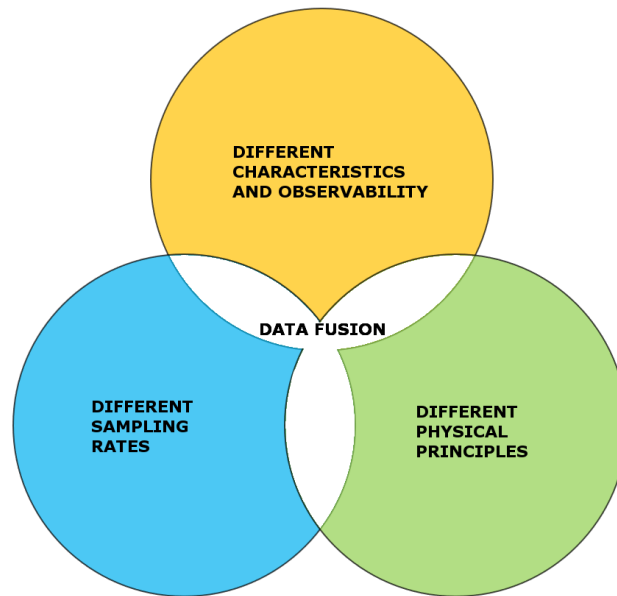 DIFFERENT
CHARACTERISTICS
AND OBSERVABILITY
DATA FUSION
DIFFERENT
SAMPLING
RATES
DIFFERENT
PHYSICAL
PRINCIPLES